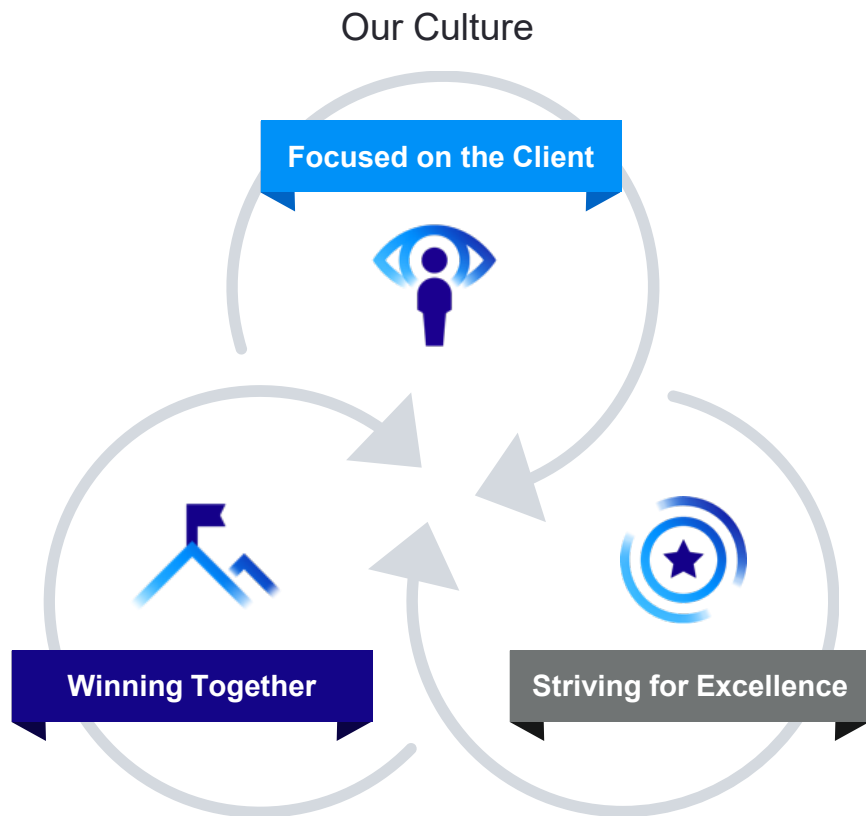 Our Culture
Focused on the Client
Winning Together
Striving for Excellence